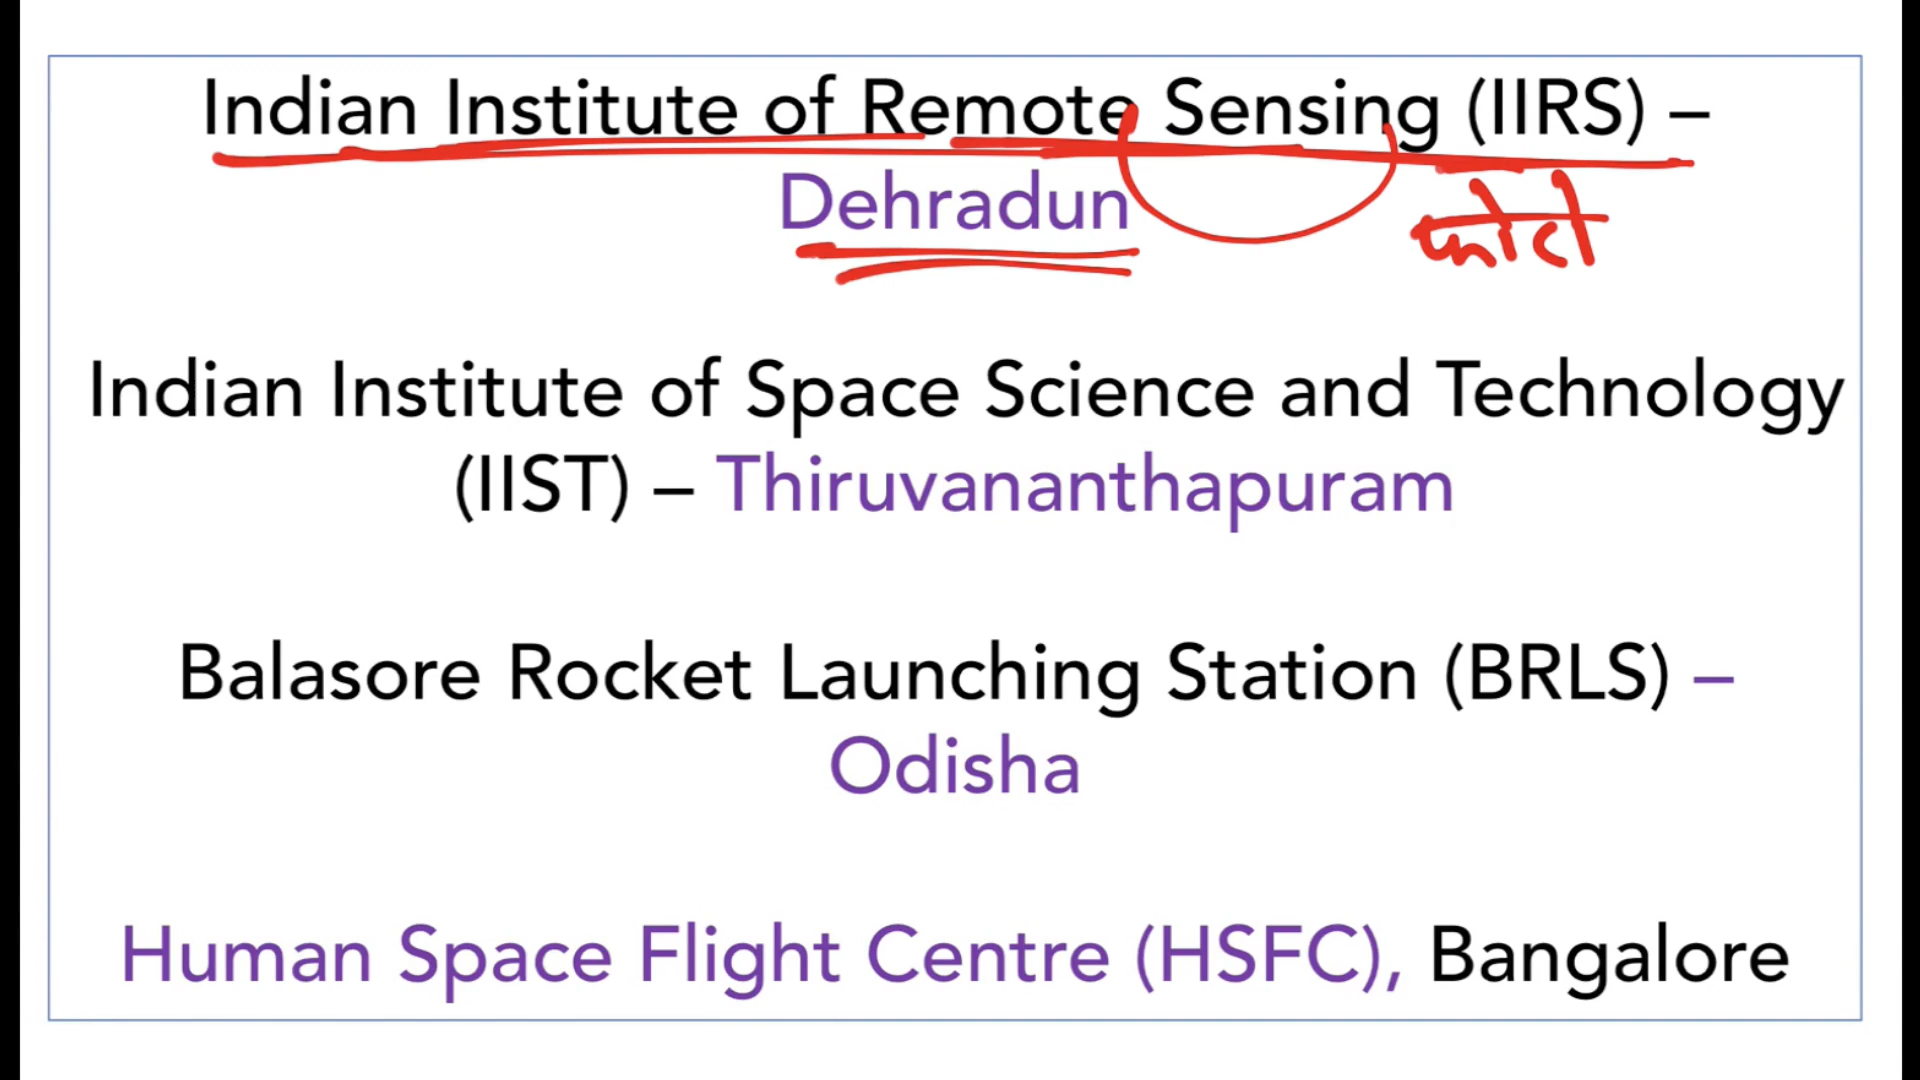 Indian Institute of Remote Sensing (IIRS) –
Dehradun
फोटो
Indian Institute of Space Science and Technology
(IIST) – Thiruvananthapuram
Balasore Rocket Launching Station (BRLS) –
Odisha
Human Space Flight Centre (HSFC), Bangalore